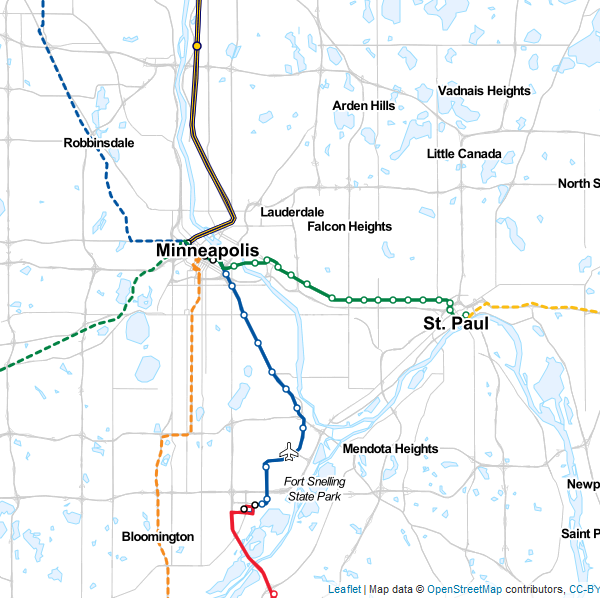 Vadnais Heights
Arden Hills
Robbinsdale
Little Canada
North S
Lauderdale
Falcon Heights
Minneapolis
St. Paul
Mendota Heights
Fort Snelling
State Park
Newp
Bloomington
Saint P
Leaflet | Map data © OpenStreetMap contributors, CC-BY